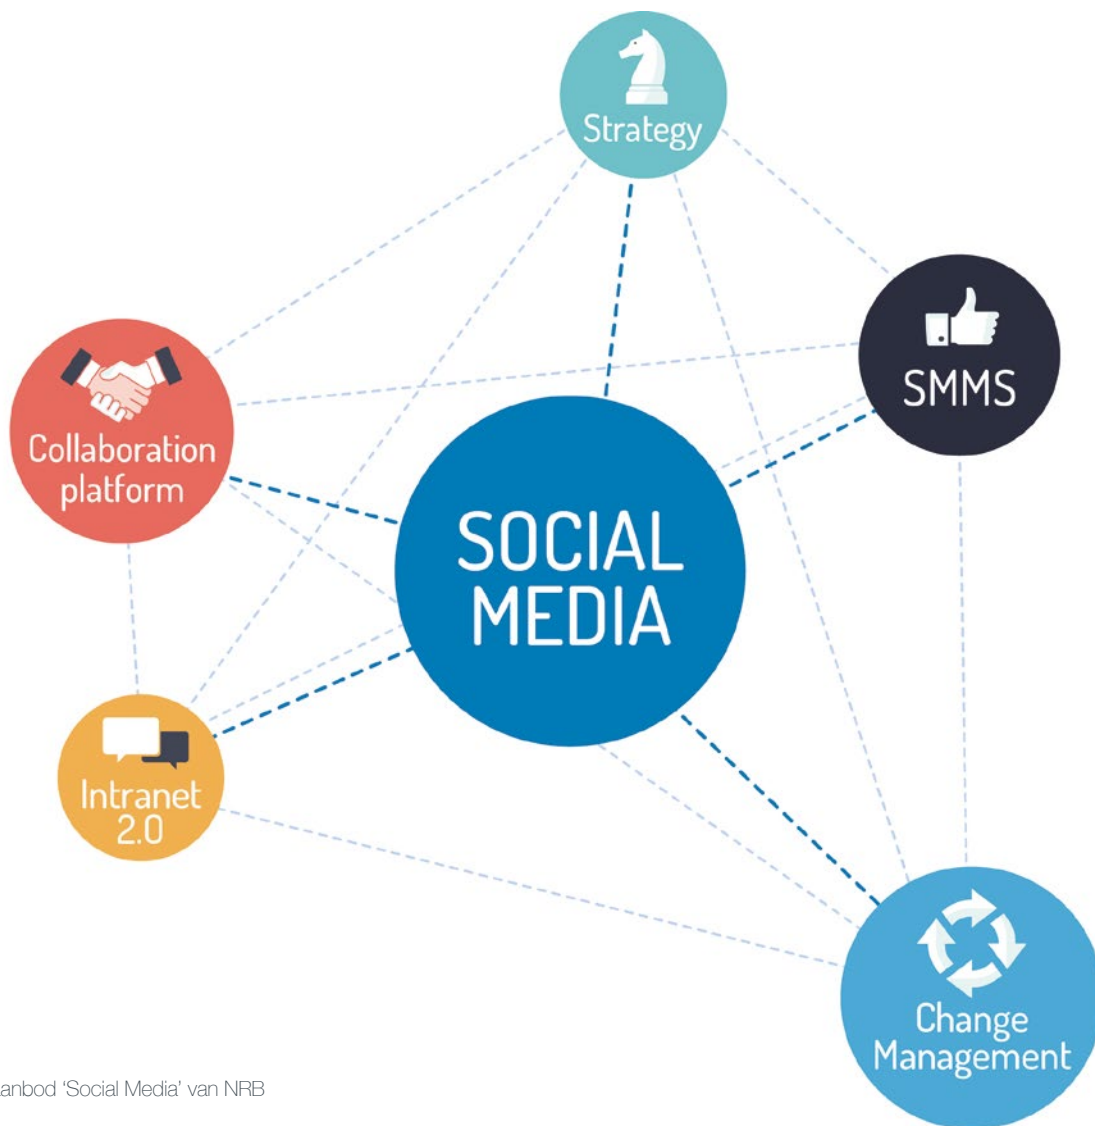 Strategy
SMMS
Collaboration
platform
SOCIAL
MEDIA
Intranet
2.0
Change
Management
anbod ‘Social Media’ van NRB